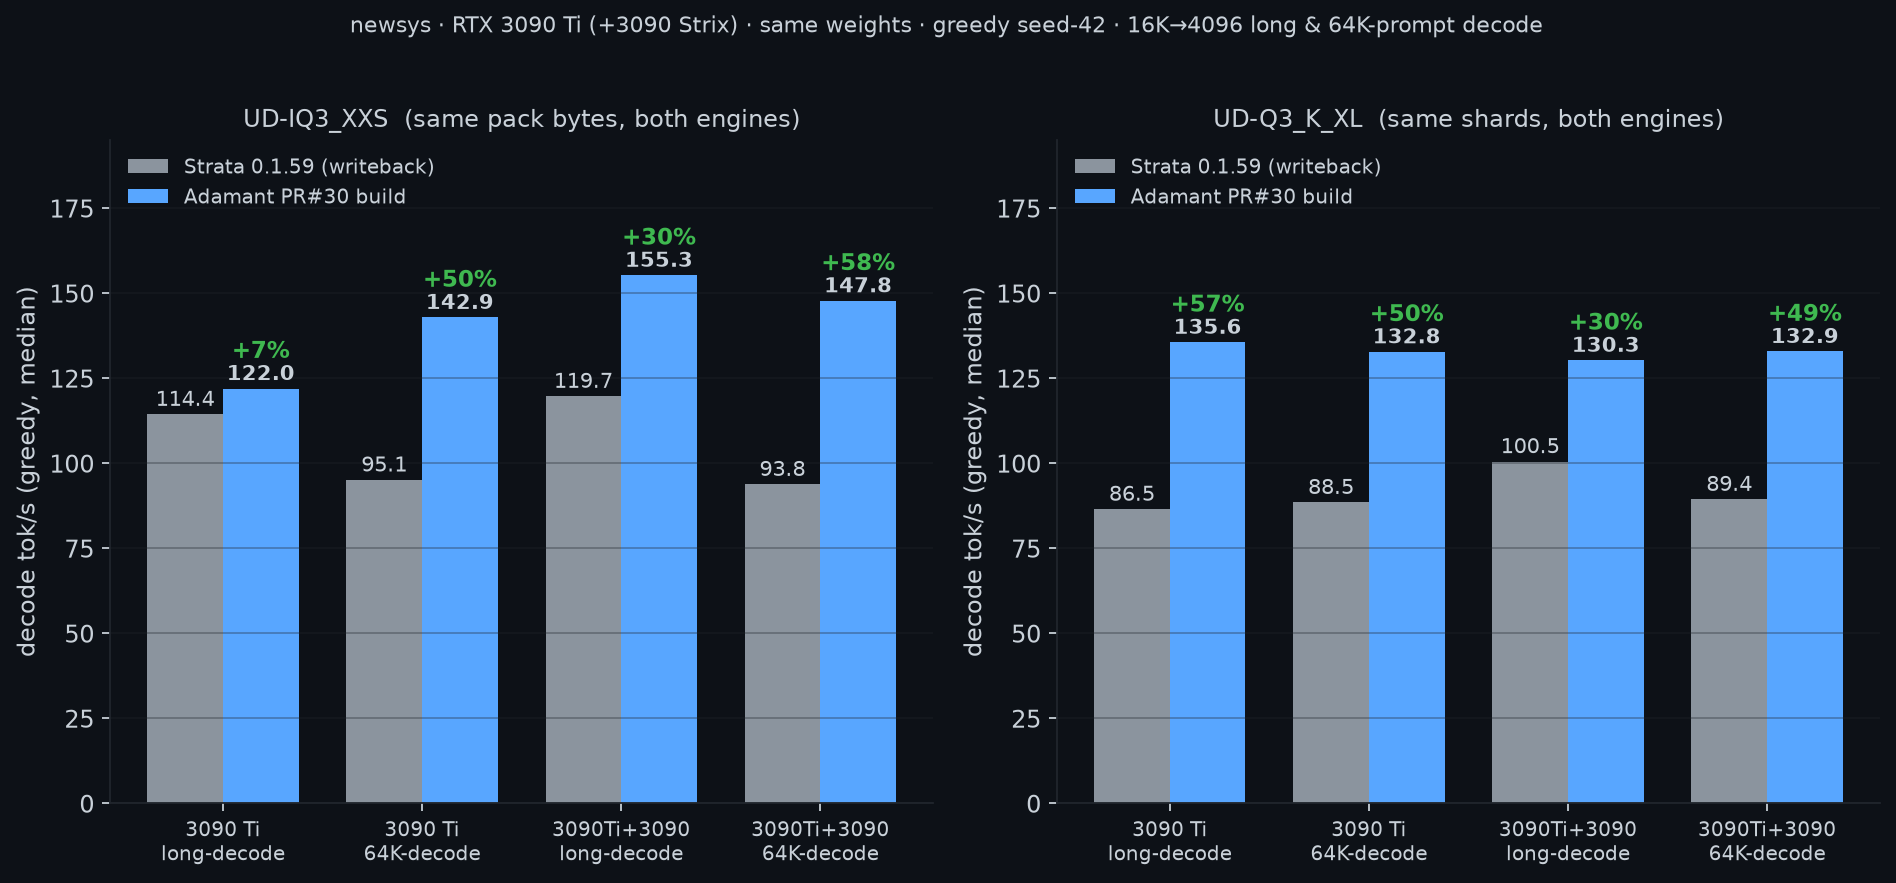 newsys · RTX 3090 Ti (+3090 Strix) · same weights · greedy seed-42 · 16K→4096 long & 64K-prompt decode
UD-IQ3_XXS (same pack bytes, both engines)
Strata 0.1.59 (writeback)
Adamant PR#30 build
decode tok/s (greedy, median)
175
150
125
100
75
50
25
0
114.4
+7%
122.0
95.1
+50%
142.9
119.7
+30%
155.3
93.8
+58%
147.8
3090 Ti
long-decode
3090 Ti
64K-decode
3090Ti+3090
long-decode
3090Ti+3090
64K-decode
UD-Q3_K_XL (same shards, both engines)
Strata 0.1.59 (writeback)
Adamant PR#30 build
decode tok/s (greedy, median)
175
150
125
100
75
50
25
0
86.5
+57%
135.6
88.5
+50%
132.8
100.5
+30%
130.3
89.4
+49%
132.9
3090 Ti
long-decode
3090 Ti
64K-decode
3090Ti+3090
long-decode
3090Ti+3090
64K-decode